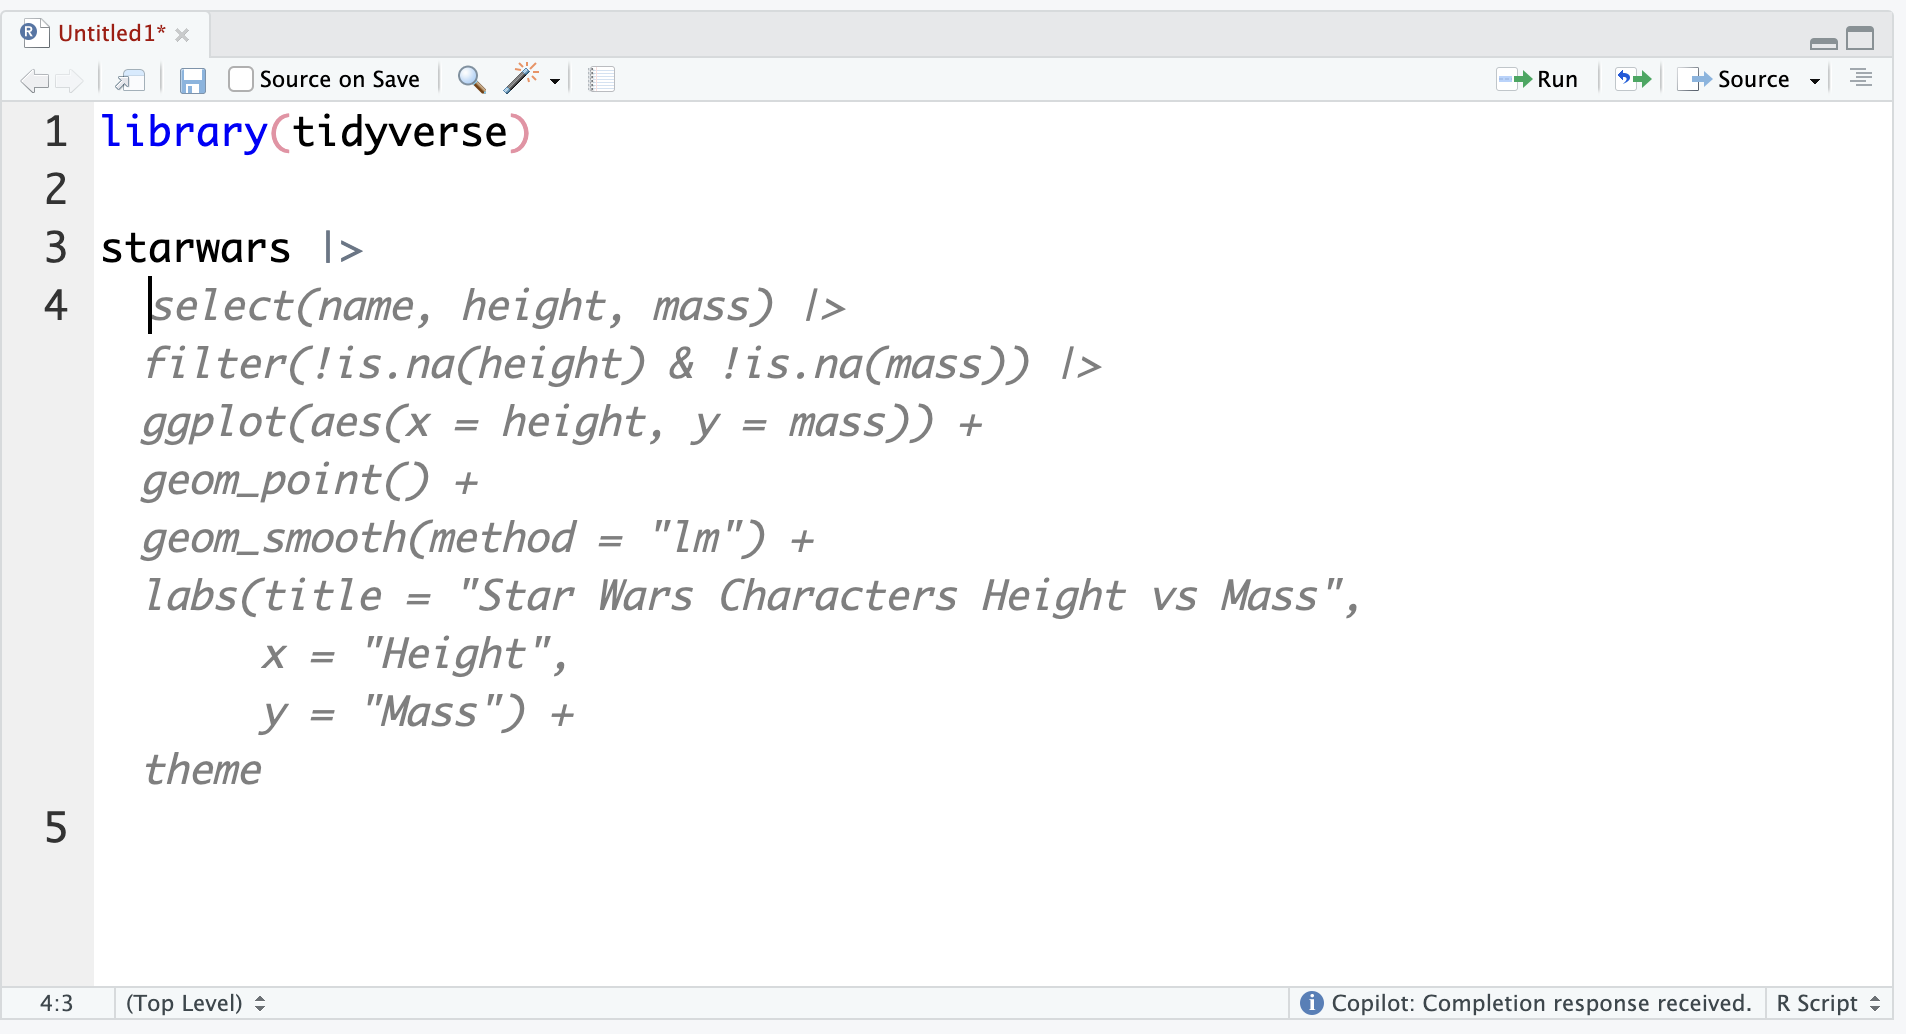 Untitled1*
Source on Save
Run
Source
1 library(tidyverse)
2
3 starwars |>
4   select(name, height, mass) |>
  filter(!is.na(height) & !is.na(mass)) |>
  ggplot(aes(x = height, y = mass)) +
  geom_point() +
  geom_smooth(method = "lm") +
  labs(title = "Star Wars Characters Height vs Mass",
       x = "Height",
       y = "Mass") +
  theme
5
4:3 (Top Level) Copilot: Completion response received. R Script